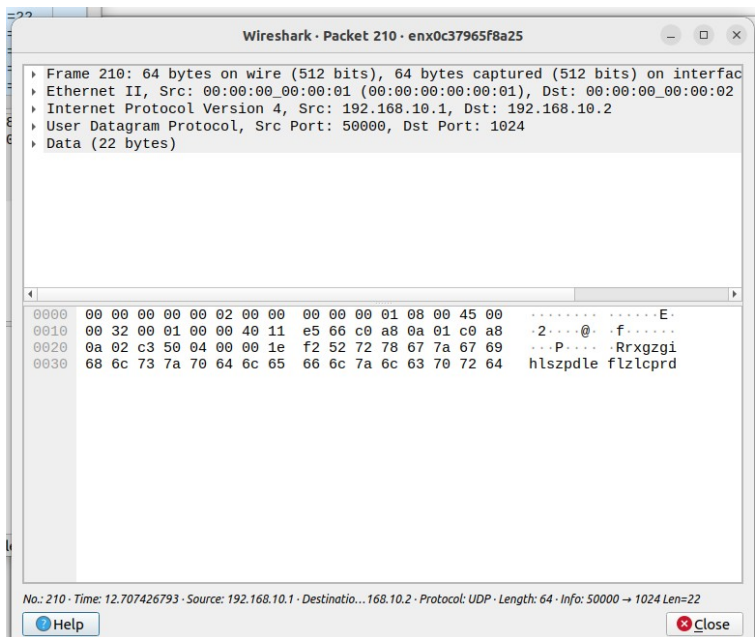 =22
Wireshark · Packet 210 · enx0c37965f8a25
Frame 210: 64 bytes on wire (512 bits), 64 bytes captured (512 bits) on interfac
Ethernet II, Src: 00:00:00_00:00:01 (00:00:00:00:00:01), Dst: 00:00:00_00:00:02
Internet Protocol Version 4, Src: 192.168.10.1, Dst: 192.168.10.2
User Datagram Protocol, Src Port: 50000, Dst Port: 1024
Data (22 bytes)
0000 00 00 00 00 00 02 00 00 00 00 00 01 08 00 45 00 ········ ······E·
0010 00 32 00 01 00 00 40 11 e5 66 c0 a8 0a 01 c0 a8 ·2····@· ·f······
0020 0a 02 c3 50 04 00 00 1e f2 52 72 78 67 7a 67 69 ···P···· ·Rrxgzgi
0030 68 6c 73 7a 70 64 6c 65 66 6c 7a 6c 63 70 72 64 hlszpdle flzlcprd
No.: 210 · Time: 12.707426793 · Source: 192.168.10.1 · Destinatio…168.10.2 · Protocol: UDP · Length: 64 · Info: 50000 → 1024 Len=22
Help
Close